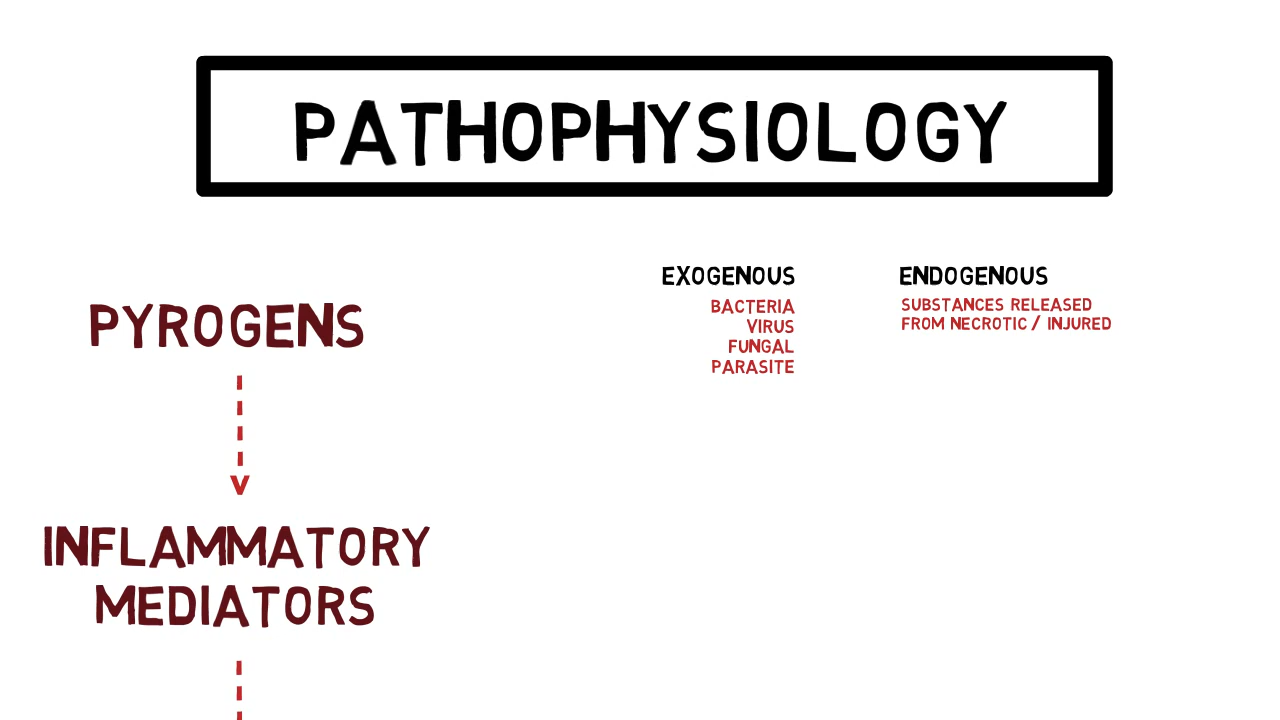 PATHOPHYSIOLOGY
PYROGENS
EXOGENOUS
BACTERIA
VIRUS
FUNGAL
PARASITE
ENDOGENOUS
SUBSTANCES RELEASED
FROM NECROTIC / INJURED
INFLAMMATORY
MEDIATORS